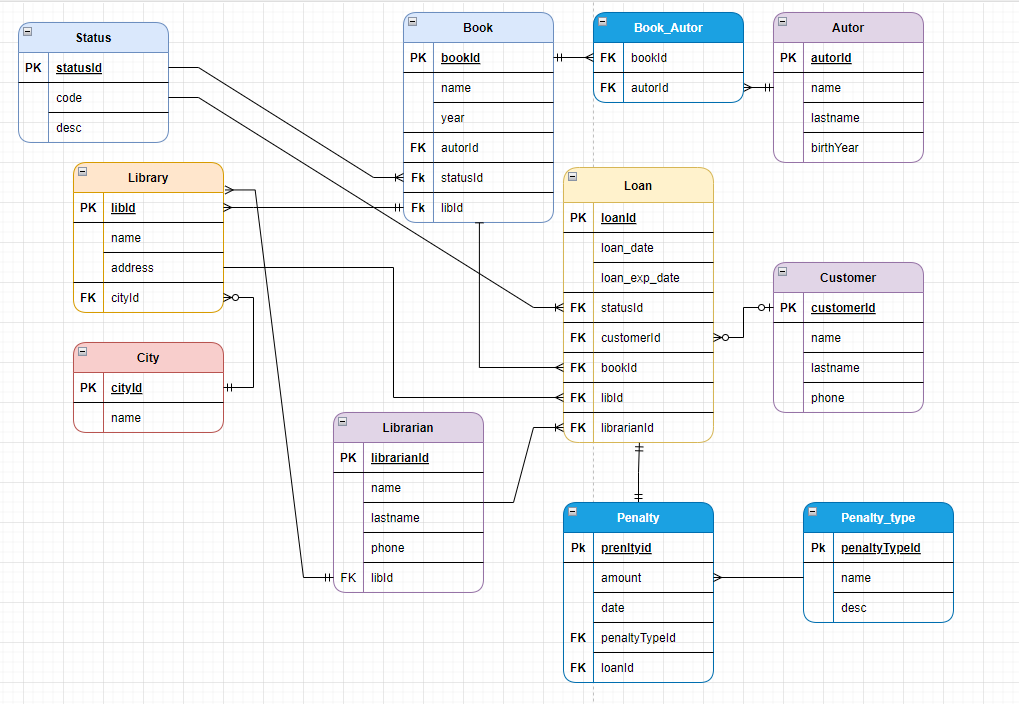 Status
PK statusId
code
desc
Book
PK bookId
name
year
FK autorId
Fk statusId
Fk libId
Book_Autor
FK bookId
FK autorId
Autor
PK autorId
name
lastname
birthYear
Library
PK libId
name
address
FK cityId
Loan
PK loanId
loan_date
loan_exp_date
FK statusId
FK customerId
FK bookId
FK libId
FK librarianId
Customer
PK customerId
name
lastname
phone
City
PK cityId
name
Librarian
PK librarianId
name
lastname
phone
FK libId
Penalty
Pk prenltyid
amount
date
FK penaltyTypeId
FK loanId
Penalty_type
Pk penaltyTypeId
name
desc